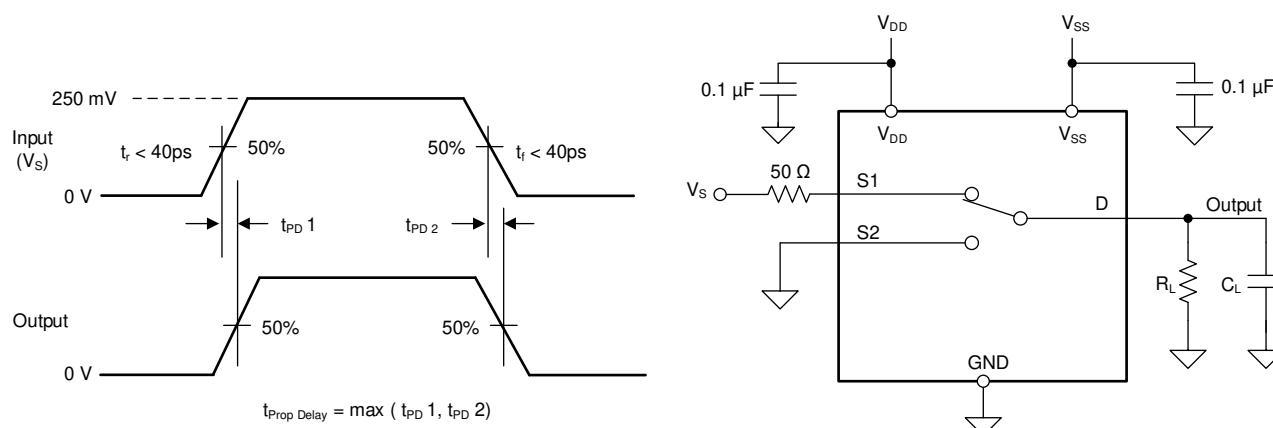 250 mV
Input
(V_S)
t_r < 40ps
50%
50%
t_f < 40ps
0 V
t_PD 1
t_PD 2
Output
50%
50%
0 V
t_Prop Delay = max ( t_PD 1, t_PD 2)
V_DD
V_SS
0.1 µF
0.1 µF
V_DD
V_SS
V_S
50 Ω
S1
S2
D
Output
R_L
C_L
GND